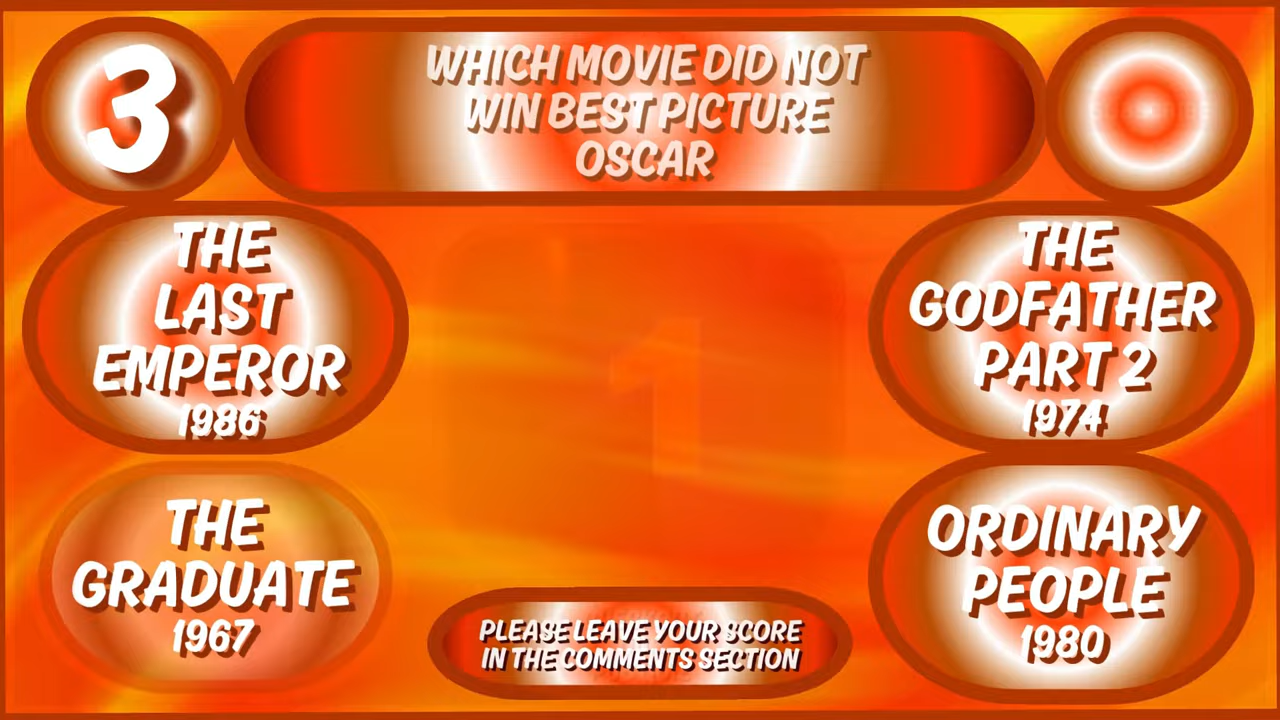 3
WHICH MOVIE DID NOT
WIN BEST PICTURE
OSCAR
THE
LAST
EMPEROR
1986
THE
GODFATHER
PART 2
1974
1
THE
GRADUATE
1967
ORDINARY
PEOPLE
1980
PLEASE LEAVE YOUR SCORE
IN THE COMMENTS SECTION